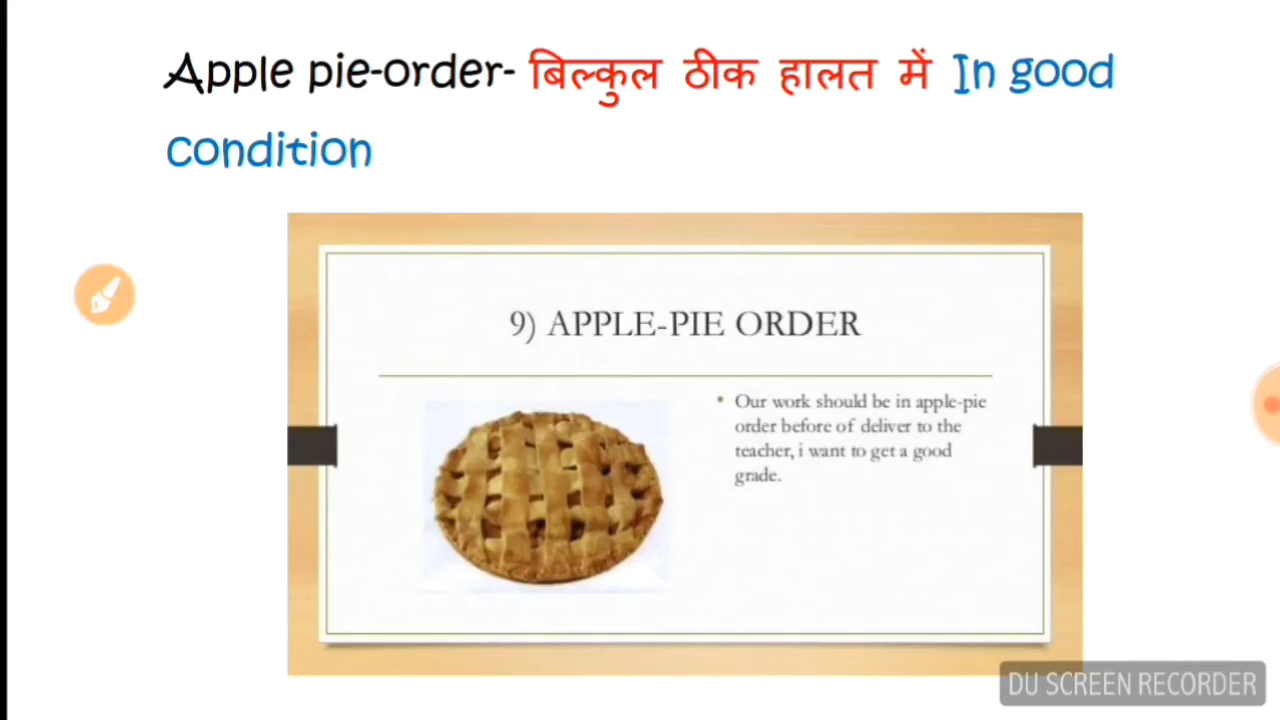 Apple pie-order- बिल्कुल ठीक हालत में In good
condition
9) APPLE-PIE ORDER
• Our work should be in apple-pie
order before of deliver to the
teacher, i want to get a good
grade.
DU SCREEN RECORDER